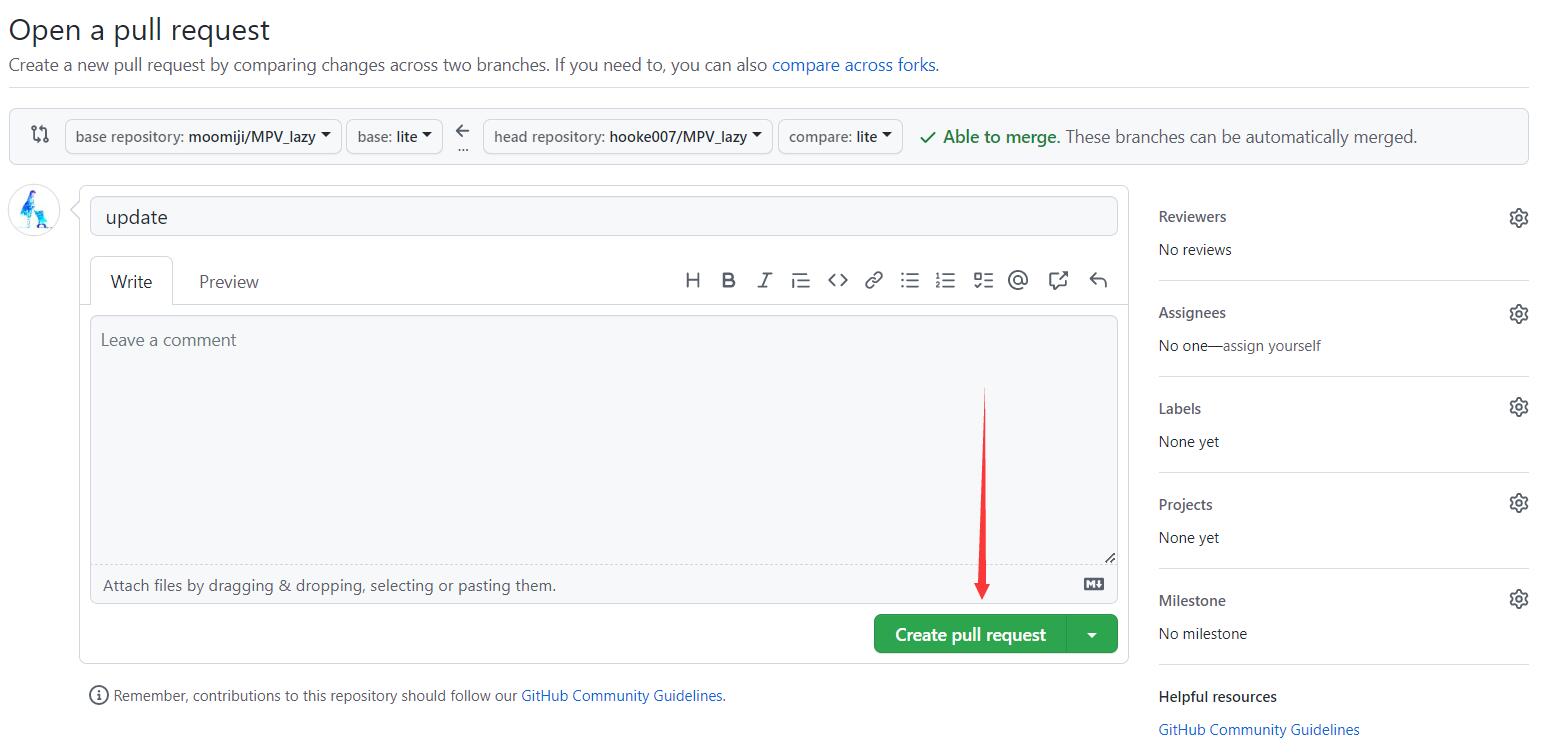 Open a pull request
Create a new pull request by comparing changes across two branches. If you need to, you can also compare across forks.
base repository: moomiji/MPV_lazy base: lite ... head repository: hooke007/MPV_lazy compare: lite Able to merge. These branches can be automatically merged.
update
Write Preview
Leave a comment
Attach files by dragging & dropping, selecting or pasting them.
Create pull request
Remember, contributions to this repository should follow our GitHub Community Guidelines.
Reviewers
No reviews
Assignees
No one—assign yourself
Labels
None yet
Projects
None yet
Milestone
No milestone
Helpful resources
GitHub Community Guidelines